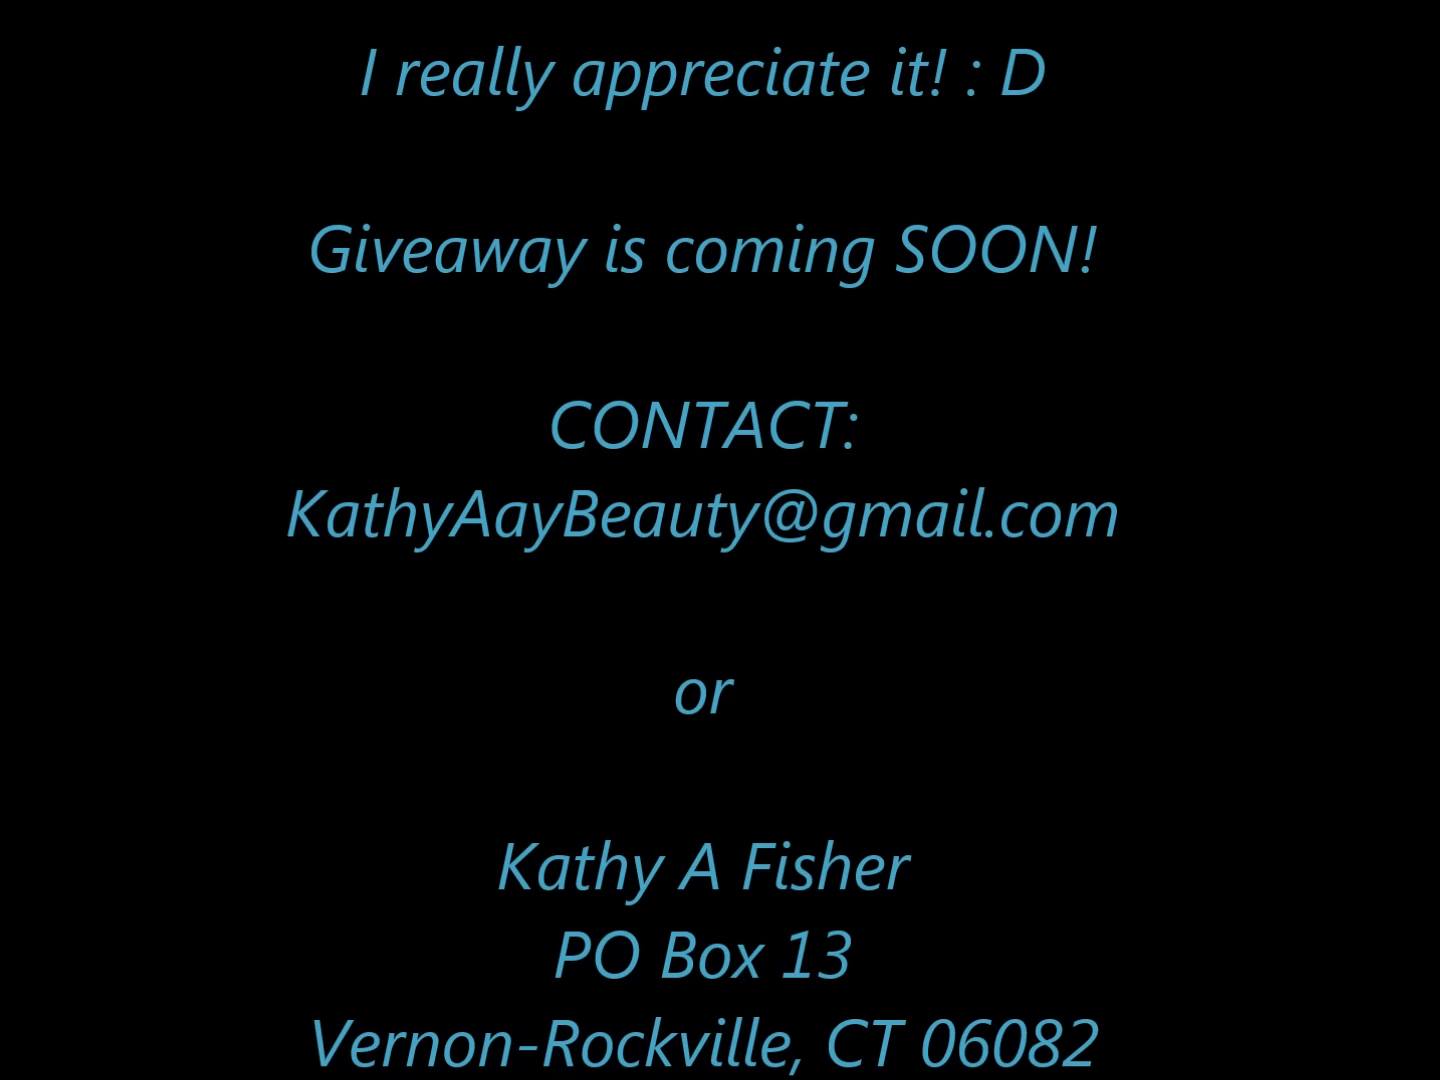 I really appreciate it! : D
Giveaway is coming SOON!
CONTACT:
KathyAayBeauty@gmail.com
or
Kathy A Fisher
PO Box 13
Vernon-Rockville, CT 06082